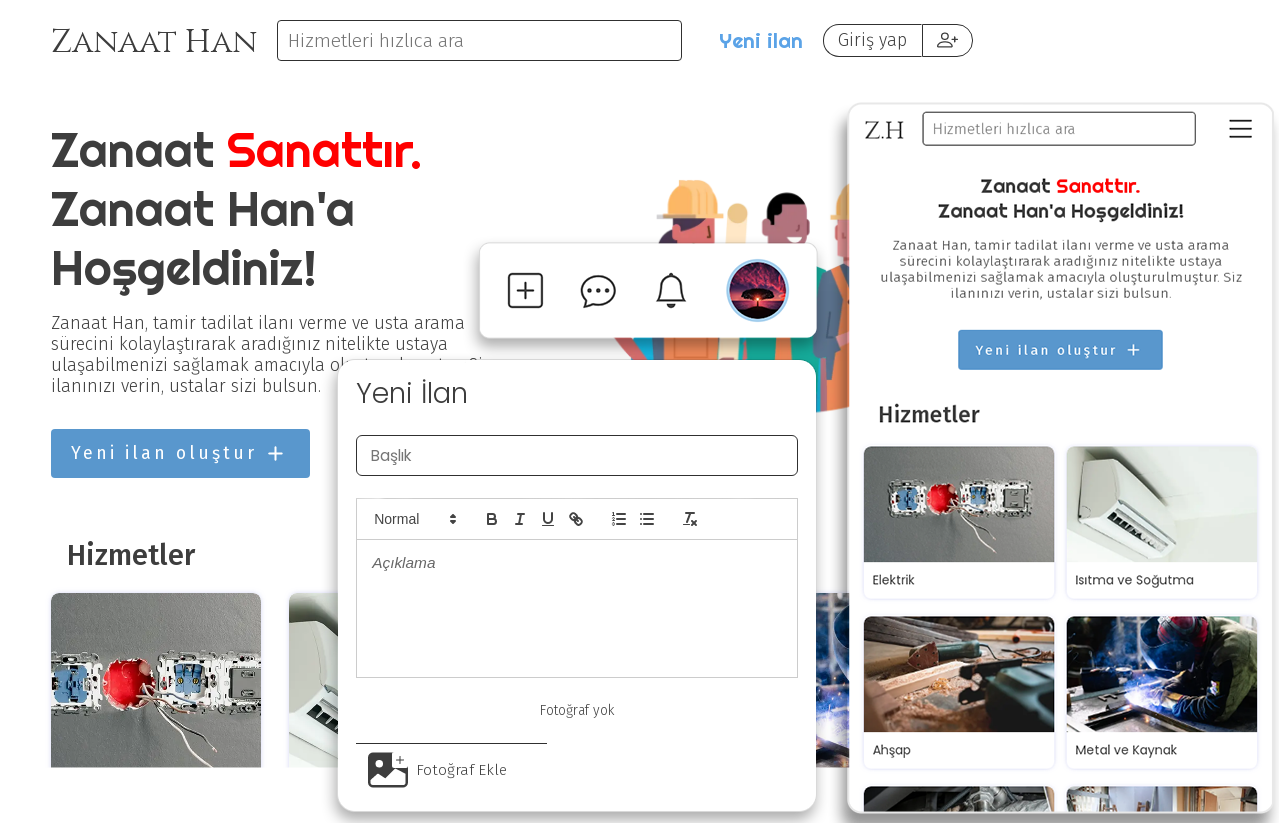 Zanaat Han
Hizmetleri hızlıca ara
Yeni ilan
Giriş yap
Zanaat Sanattır.
Zanaat Han'a
Hoşgeldiniz!
Zanaat Han, tamir tadilat ilanı verme ve usta arama
sürecini kolaylaştırarak aradığınız nitelikte ustaya
ulaşabilmenizi sağlamak amacıyla
ilanınızı verin, ustalar sizi bulsun.
Yeni ilan oluştur
Hizmetler
Yeni İlan
Başlık
Normal
Açıklama
Fotoğraf yok
Fotoğraf Ekle
Z.H
Hizmetleri hızlıca ara
Zanaat Sanattır.
Zanaat Han'a Hoşgeldiniz!
Zanaat Han, tamir tadilat ilanı verme ve usta arama
sürecini kolaylaştırarak aradığınız nitelikte ustaya
ulaşabilmenizi sağlamak amacıyla oluşturulmuştur. Siz
ilanınızı verin, ustalar sizi bulsun.
Yeni ilan oluştur
Hizmetler
Elektrik
Isıtma ve Soğutma
Ahşap
Metal ve Kaynak